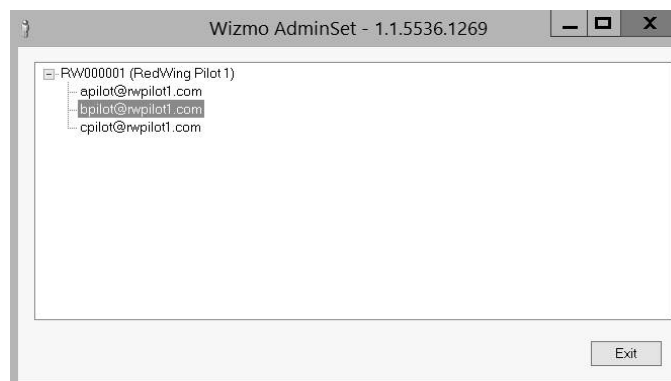 Wizmo AdminSet - 1.1.5536.1269
RW000001 (RedWing Pilot 1)
apilot@rwpilot1.com
bpilot@rwpilot1.com
cpilot@rwpilot1.com
Exit